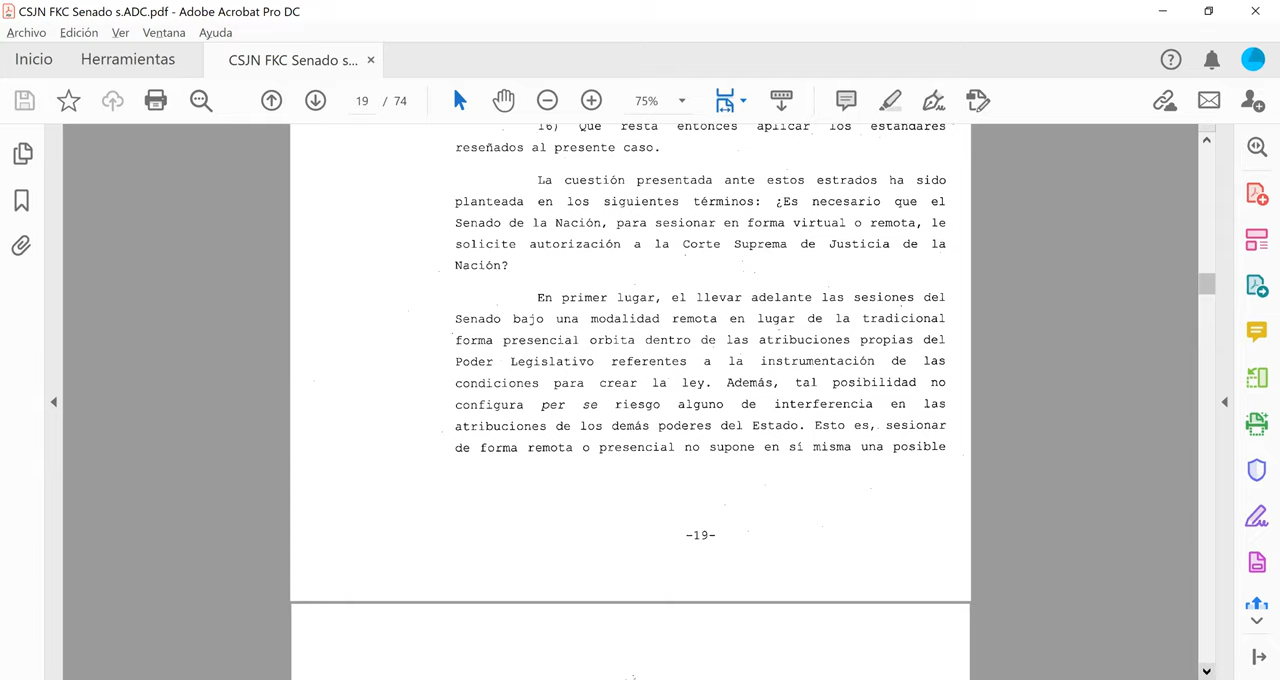 CSJN FKC Senado s.ADC.pdf - Adobe Acrobat Pro DC
Archivo Edición Ver Ventana Ayuda
Inicio Herramientas CSJN FKC Senado s... ×
19 / 74 75%
16) Que resta entonces aplicar los estándares
reseñados al presente caso.
La cuestión presentada ante estos estrados ha sido
planteada en los siguientes términos: ¿Es necesario que el
Senado de la Nación, para sesionar en forma virtual o remota, le
solicite autorización a la Corte Suprema de Justicia de la
Nación?
En primer lugar, el llevar adelante las sesiones del
Senado bajo una modalidad remota en lugar de la tradicional
forma presencial orbita dentro de las atribuciones propias del
Poder Legislativo referentes a la instrumentación de las
condiciones para crear la ley. Además, tal posibilidad no
configura per se riesgo alguno de interferencia en las
atribuciones de los demás poderes del Estado. Esto es, sesionar
de forma remota o presencial no supone en sí misma una posible
-19-